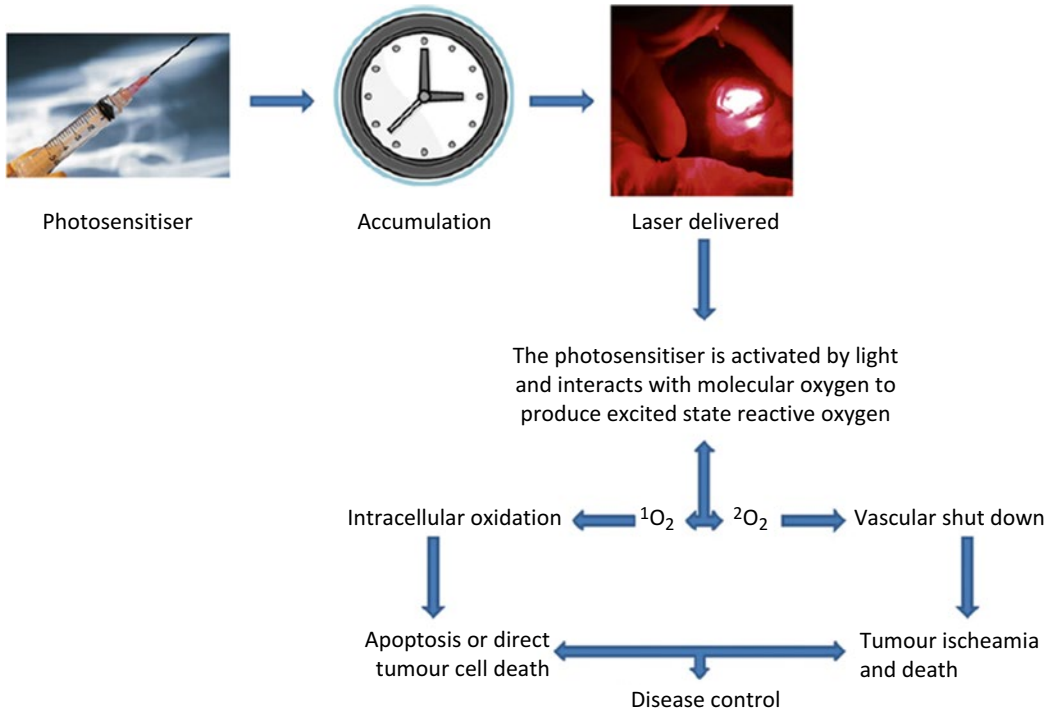 Photosensitiser
Accumulation
Laser delivered
The photosensitiser is activated by light
and interacts with molecular oxygen to
produce excited state reactive oxygen
Intracellular oxidation
¹O₂
²O₂
Vascular shut down
Apoptosis or direct
tumour cell death
Tumour ischeamia
and death
Disease control